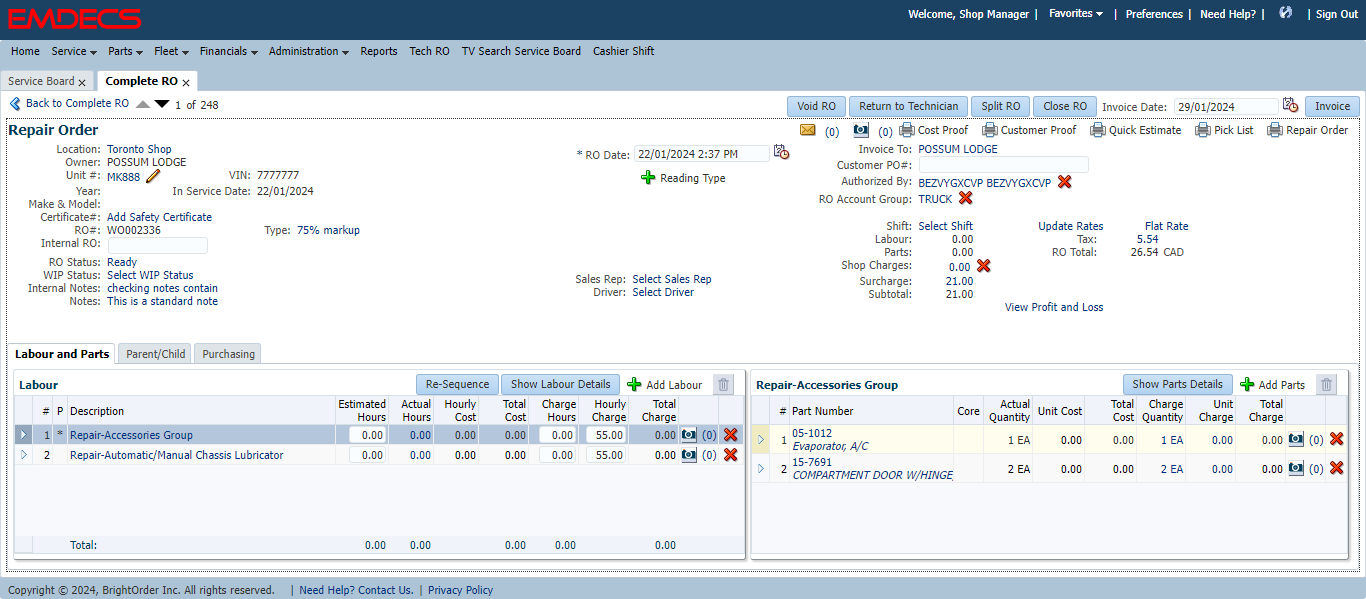 EMDECS
Welcome, Shop Manager | Favorites | Preferences | Need Help? | | Sign Out
Home Service Parts Fleet Financials Administration Reports Tech RO TV Search Service Board Cashier Shift
Service Board x Complete RO x
Back to Complete RO 1 of 248
Void RO Return to Technician Split RO Close RO Invoice Date: 29/01/2024 Invoice
Repair Order
(0) (0) Cost Proof Customer Proof Quick Estimate Pick List Repair Order
Location: Toronto Shop
Owner: POSSUM LODGE
Unit #: MK888 VIN: 7777777
Year: In Service Date: 22/01/2024
Make & Model:
Certificate#: Add Safety Certificate
RO#: WO002336 Type: 75% markup
Internal RO:
RO Status: Ready
WIP Status: Select WIP Status
Internal Notes: checking notes contain
Notes: This is a standard note
* RO Date: 22/01/2024 2:37 PM
Reading Type
Sales Rep: Select Sales Rep
Driver: Select Driver
Invoice To: POSSUM LODGE
Customer PO#:
Authorized By: BEZVYGXCVP BEZVYGXCVP
RO Account Group: TRUCK
Shift: Select Shift Update Rates Flat Rate
Labour: 0.00 Tax: 5.54
Parts: 0.00 RO Total: 26.54 CAD
Shop Charges: 0.00
Surcharge: 21.00
Subtotal: 21.00
View Profit and Loss
Labour and Parts Parent/Child Purchasing
Labour Re-Sequence Show Labour Details Add Labour
# P Description Estimated Hours Actual Hours Hourly Cost Total Cost Charge Hours Hourly Charge Total Charge
1 * Repair-Accessories Group 0.00 0.00 0.00 0.00 0.00 55.00 0.00 (0)
2 Repair-Automatic/Manual Chassis Lubricator 0.00 0.00 0.00 0.00 0.00 55.00 0.00 (0)
Total: 0.00 0.00 0.00 0.00 0.00
Repair-Accessories Group Show Parts Details Add Parts
# Part Number Core Actual Quantity Unit Cost Total Cost Charge Quantity Unit Charge Total Charge
1 05-1012 1 EA 0.00 0.00 1 EA 0.00 0.00 (0)
Evaporator, A/C
2 15-7691 2 EA 0.00 0.00 2 EA 0.00 0.00 (0)
COMPARTMENT DOOR W/HINGE
Copyright © 2024, BrightOrder Inc. All rights reserved. | Need Help? Contact Us. | Privacy Policy